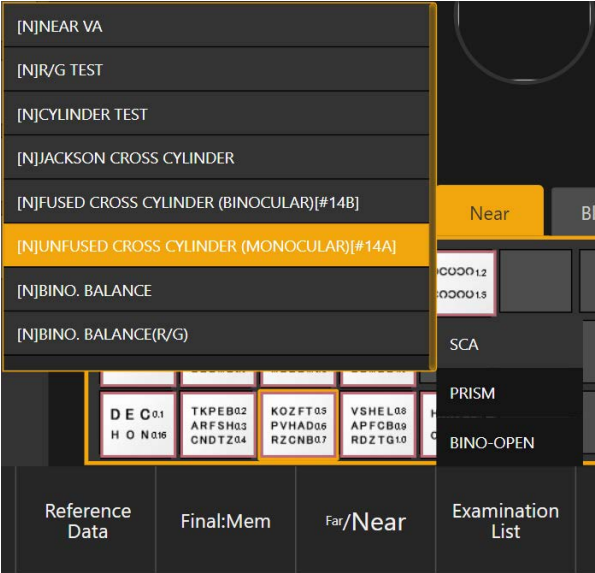 [N]NEAR VA
[N]R/G TEST
[N]CYLINDER TEST
[N]JACKSON CROSS CYLINDER
[N]FUSED CROSS CYLINDER (BINOCULAR)[#14B]
[N]UNFUSED CROSS CYLINDER (MONOCULAR)[#14A]
[N]BINO. BALANCE
[N]BINO. BALANCE(R/G)
Near
SCA
PRISM
BINO-OPEN
D E C 0.1
H O N 0.16
TKPEB 0.2
ARFSH 0.3
CNDTZ 0.4
KOZFT 0.5
PVHAD 0.6
RZCNB 0.7
VSHEL 0.8
APFCB 0.9
RDZTG 1.0
Reference
Data
Final:Mem
Far/Near
Examination
List